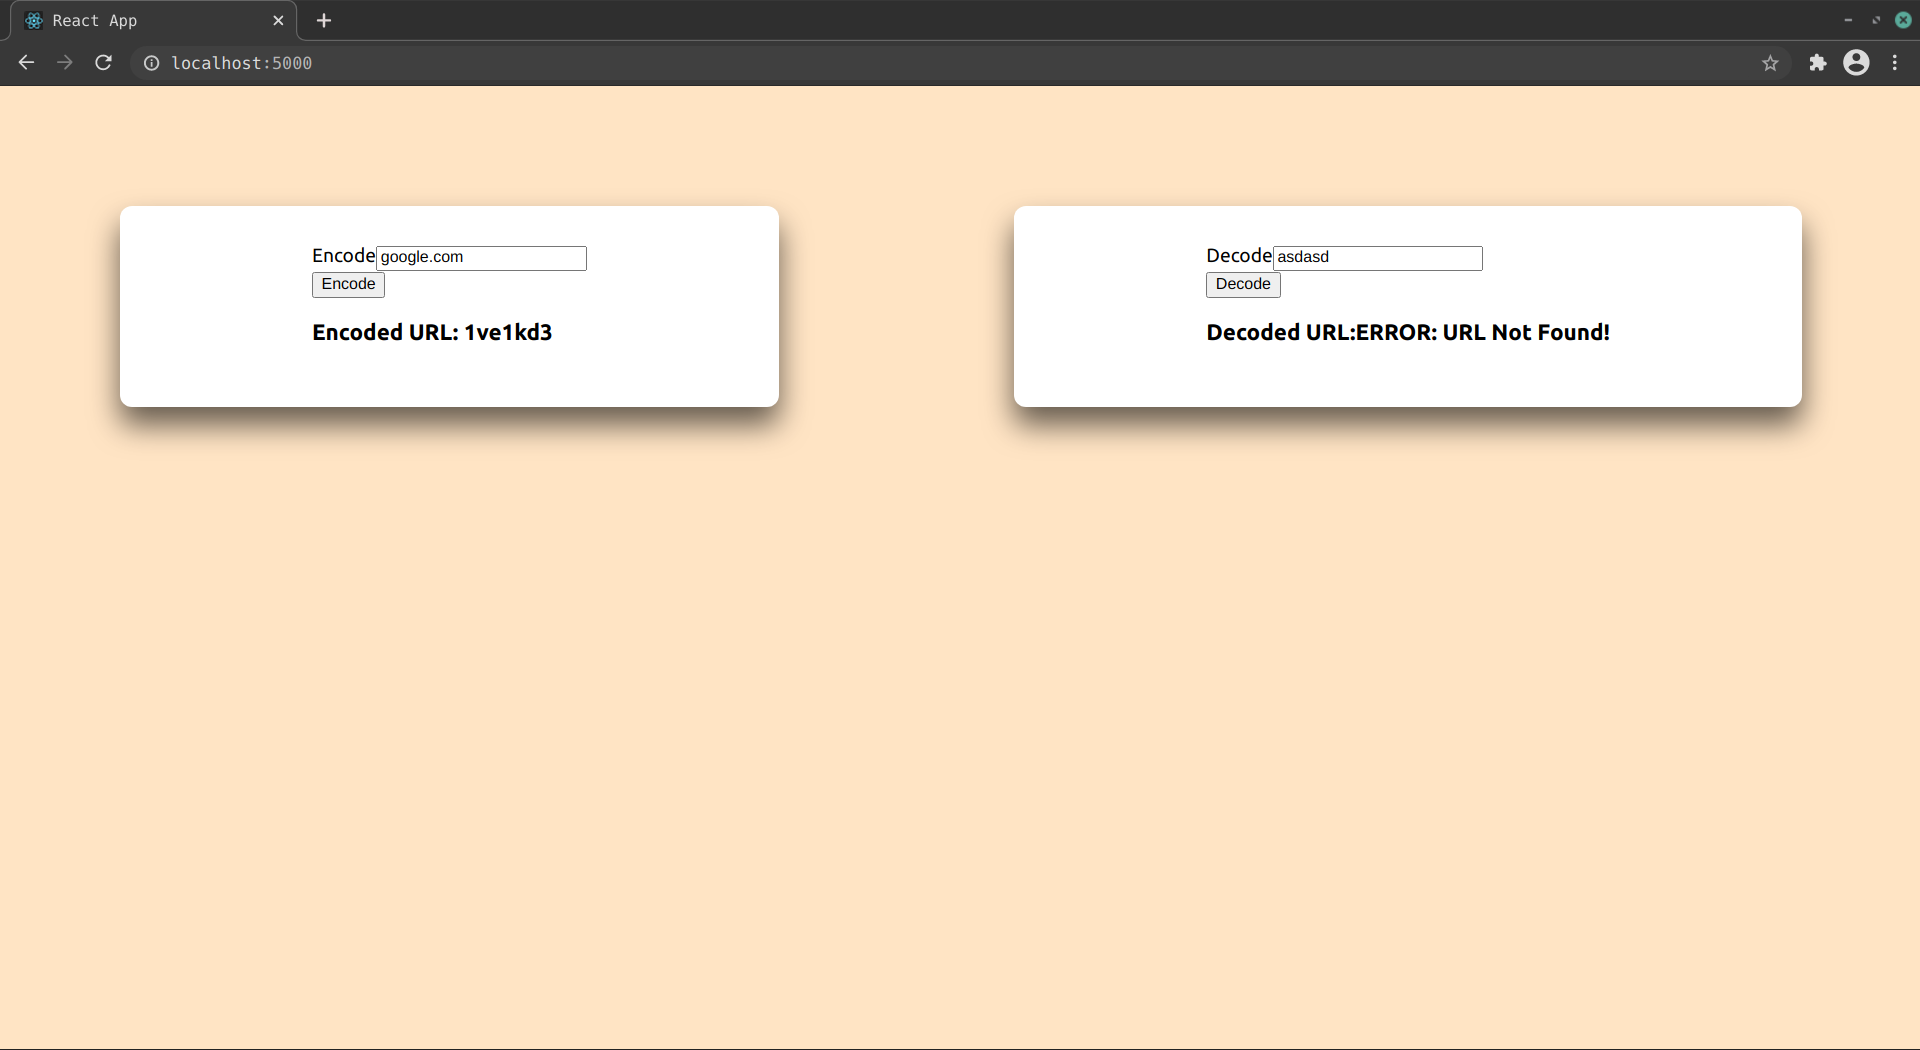 React App
localhost:5000
Encode google.com
Encode
Encoded URL: 1ve1kd3
Decode asdasd
Decode
Decoded URL:ERROR: URL Not Found!